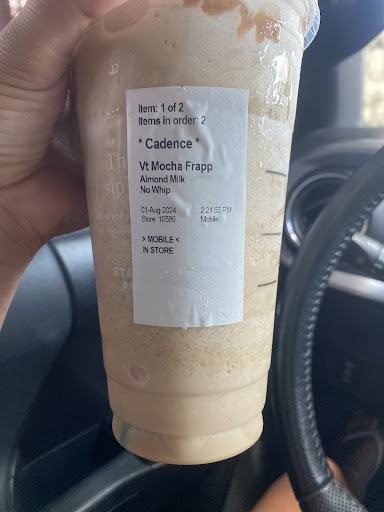 Item: 1 of 2
Items in order: 2
* Cadence *
Vt Mocha Frapp
Almond Milk
No Whip
01-Aug-2024 2:21:55 PM
Store: 10589 Mobile
> MOBILE <
IN STORE